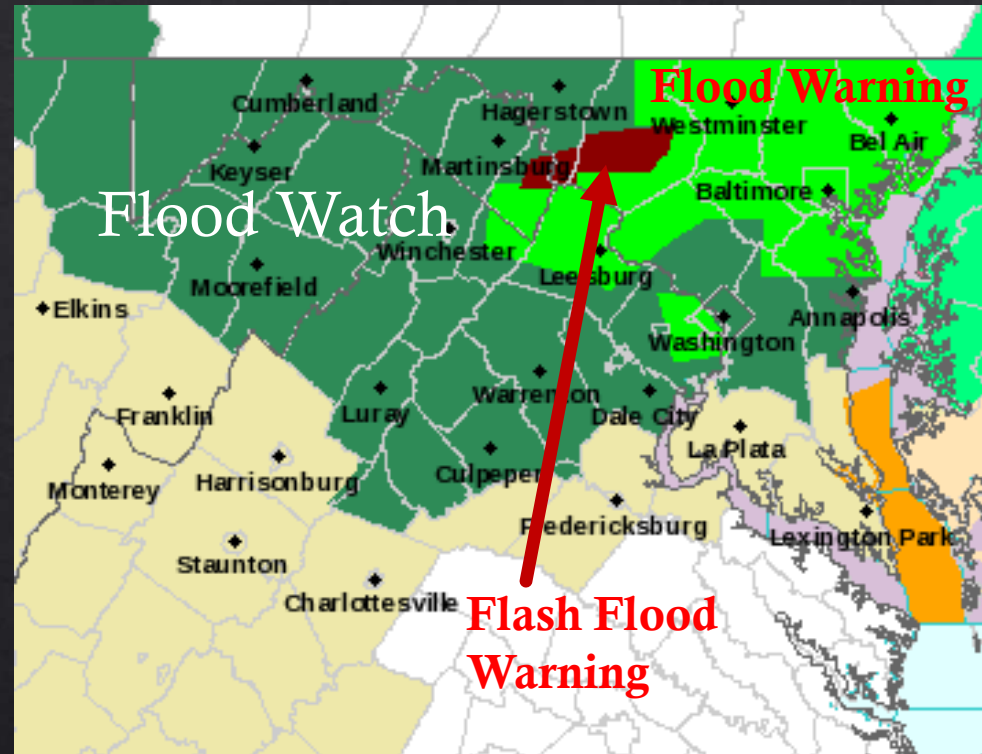 Flood Warning
Cumberland
Hagerstown
Westminster
Bel Air
Keyser
Martinsburg
Baltimore
Flood Watch
Winchester
Leesburg
Moorefield
Elkins
Annapolis
Washington
Franklin
Luray
Warrenton
Dale City
La Plata
Monterey
Harrisonburg
Culpeper
Fredericksburg
Lexington Park
Staunton
Charlottesville
Flash Flood
Warning